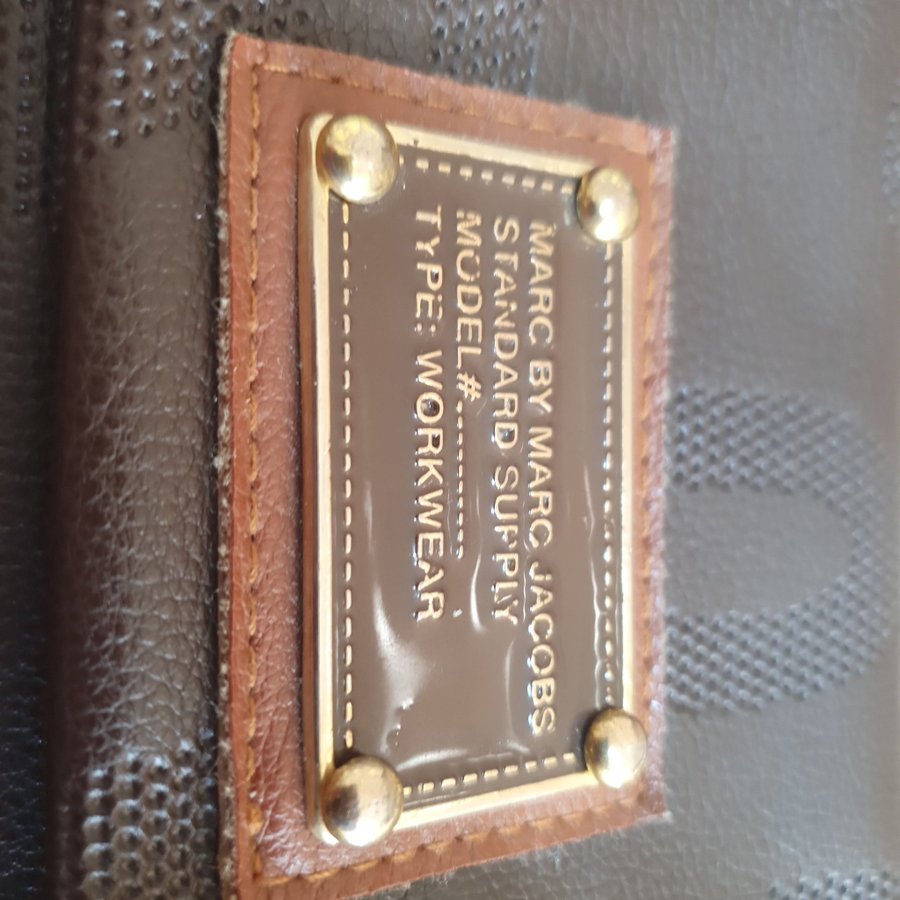 MARC BY MARC JACOBS
STANDARD SUPPLY
MODEL#..........
TYPE: WORKWEAR